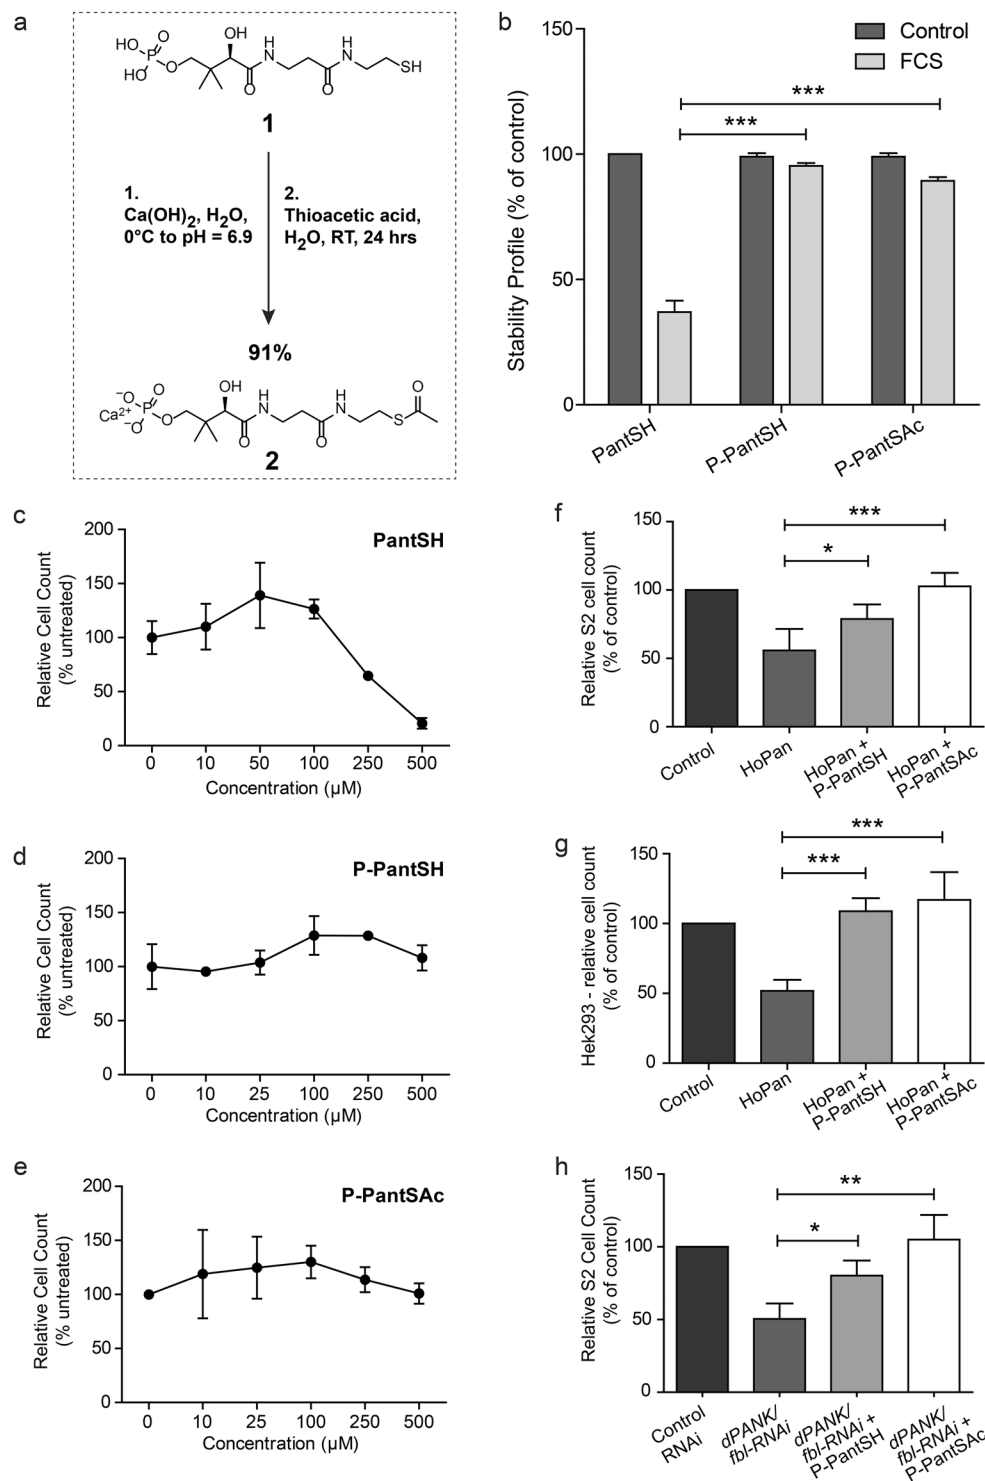 a
HO
O
P
HO
O
OH
O
H
N
O
H
N
SH
1
1.
Ca(OH)2, H2O,
0°C to pH = 6.9
2.
Thioacetic acid,
H2O, RT, 24 hrs
91%
Ca2+
−O
O
P
−O
O
OH
O
H
N
O
H
N
S
O
2
b
Stability Profile (% of control)
150
100
50
0
Control
FCS
***
***
PantSH
P-PantSH
P-PantSAc
c
PantSH
Relative Cell Count
(% untreated)
200
150
100
50
0
0 10 50 100 250 500
Concentration (µM)
d
P-PantSH
Relative Cell Count
(% untreated)
200
150
100
50
0
0 10 25 100 250 500
Concentration (µM)
e
P-PantSAc
Relative Cell Count
(% untreated)
200
150
100
50
0
0 10 25 100 250 500
Concentration (µM)
f
Relative S2 cell count
(% of control)
150
100
50
0
***
*
Control
HoPan
HoPan +
P-PantSH
HoPan +
P-PantSAc
g
Hek293 - relative cell count
(% of control)
150
100
50
0
***
***
Control
HoPan
HoPan +
P-PantSH
HoPan +
P-PantSAc
h
Relative S2 Cell Count
(% of control)
150
100
50
0
**
*
Control
RNAi
dPANK/
fbl-RNAi
dPANK/
fbl-RNAi +
P-PantSH
dPANK/
fbl-RNAi +
P-PantSAc